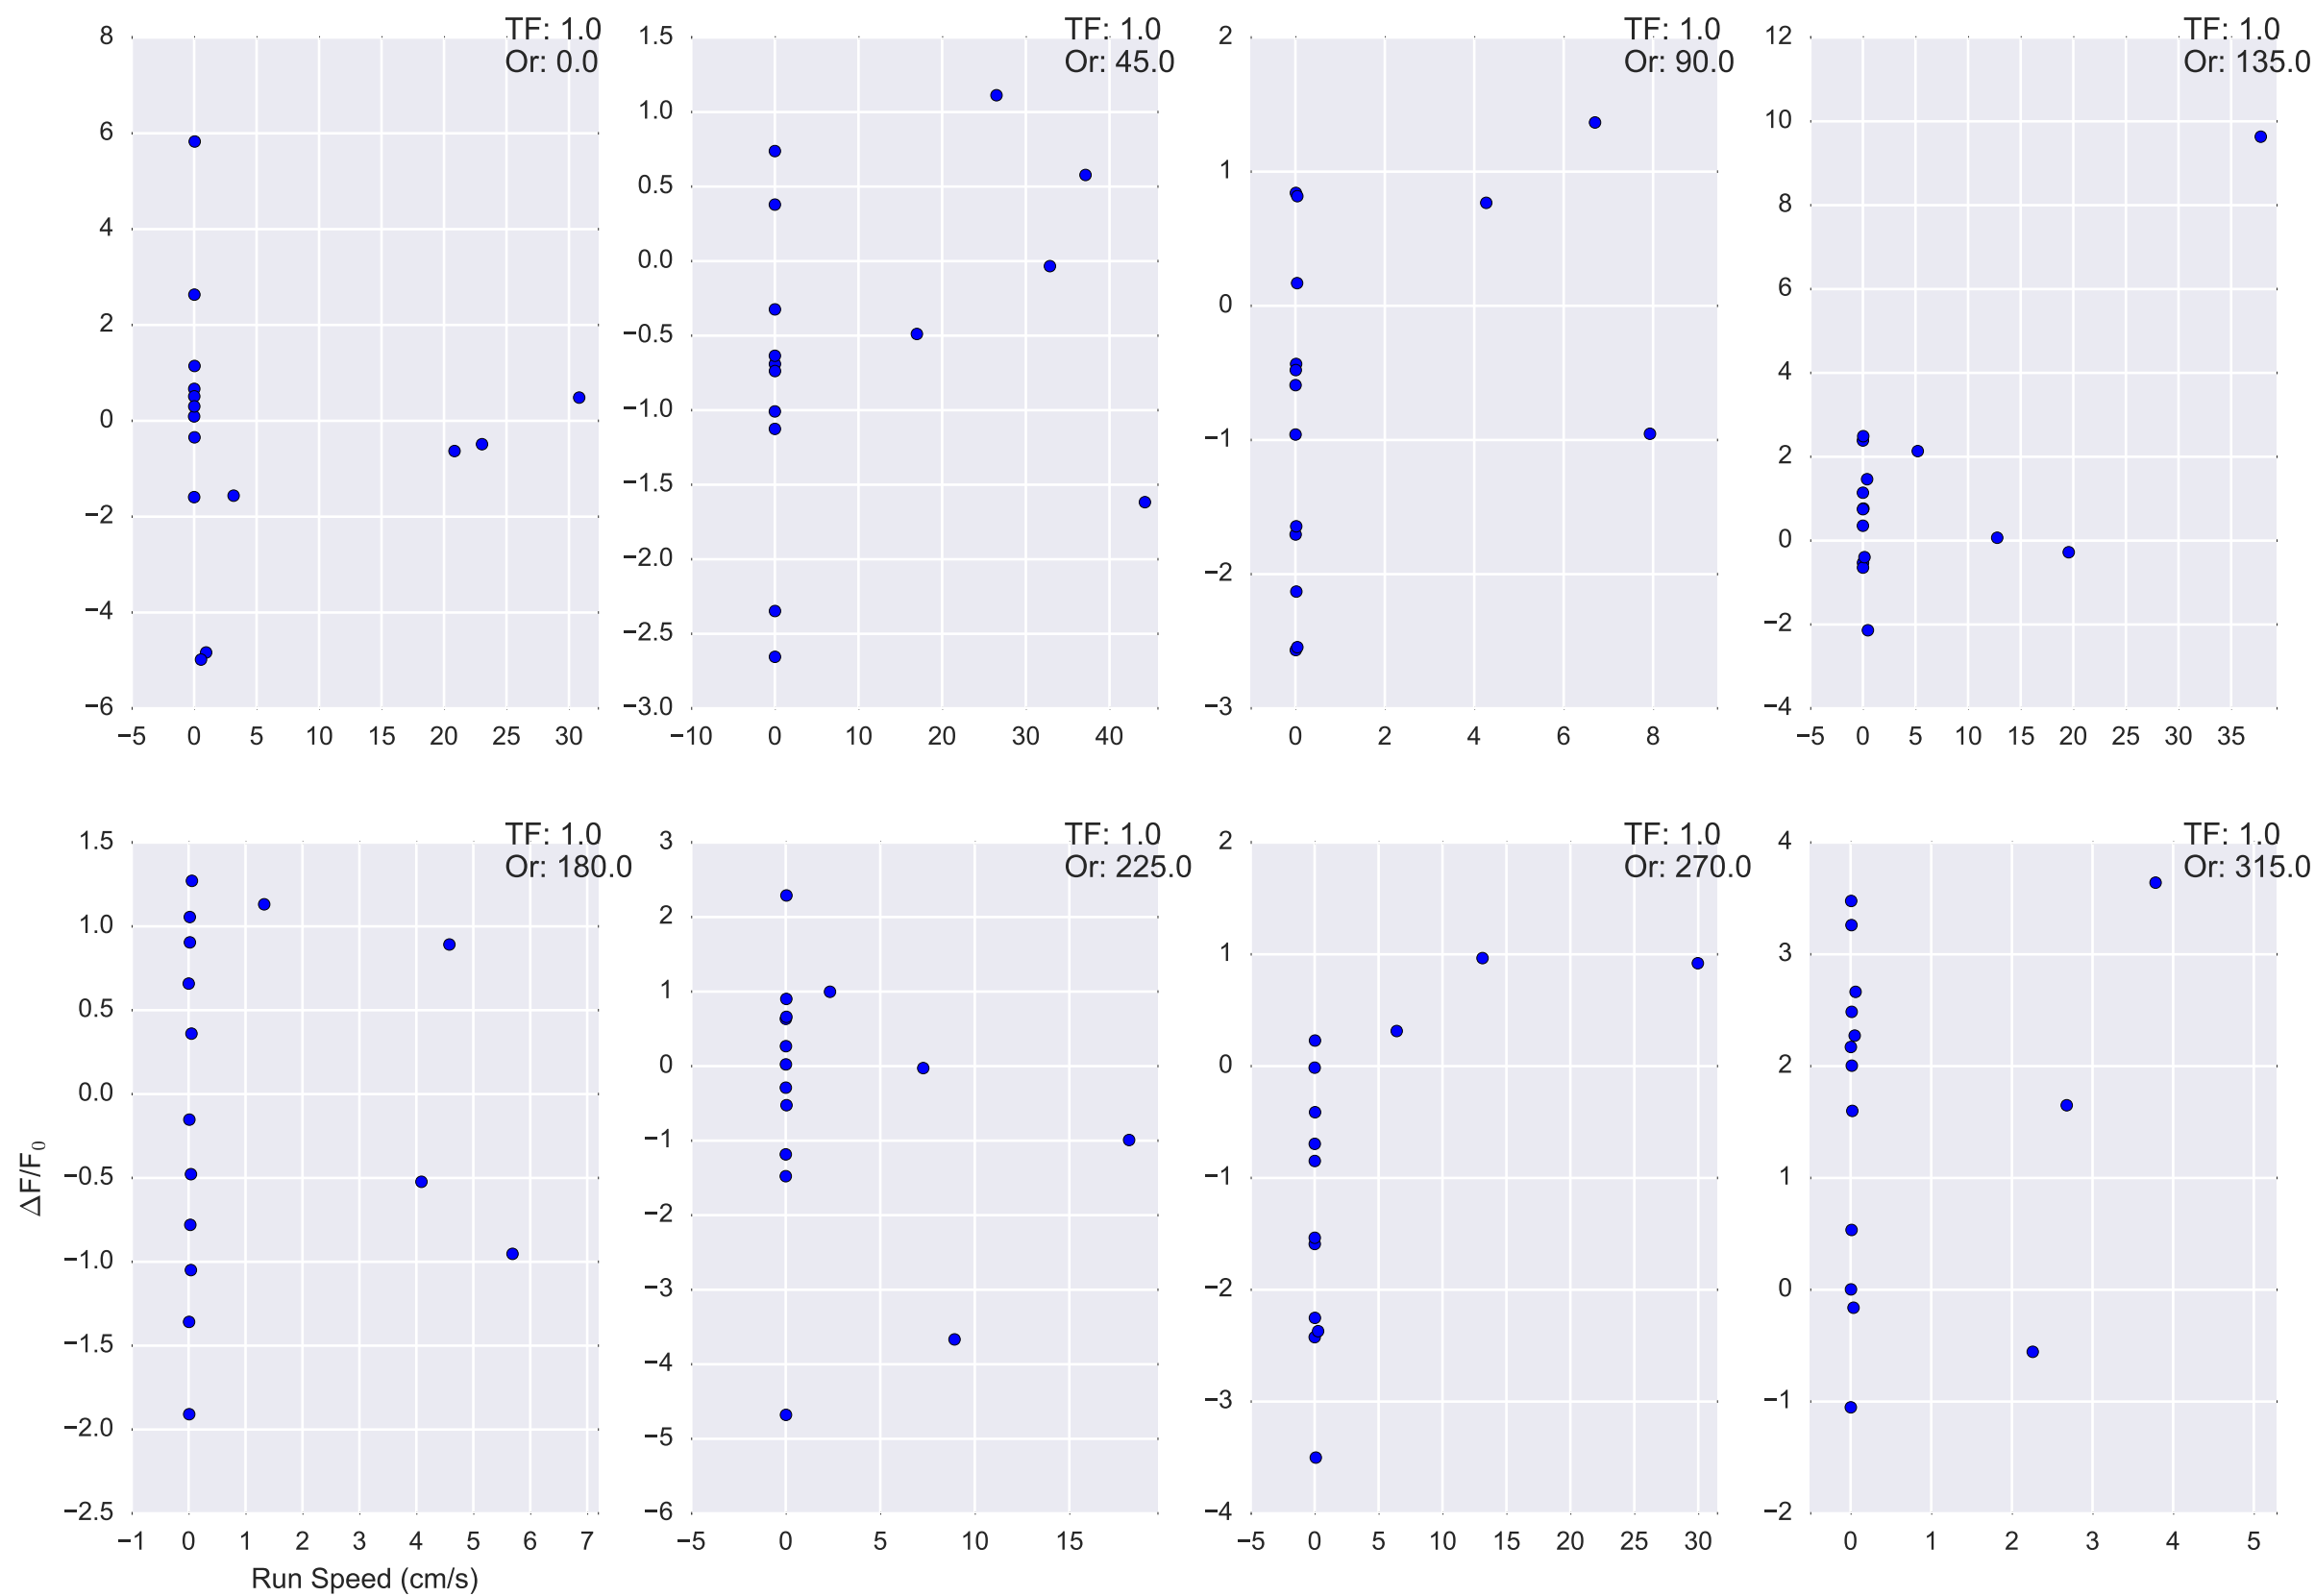 TF: 1.0
Or: 0.0
8
6
4
2
0
−2
−4
−6
−5 0 5 10 15 20 25 30
TF: 1.0
Or: 45.0
1.5
1.0
0.5
0.0
−0.5
−1.0
−1.5
−2.0
−2.5
−3.0
−10 0 10 20 30 40
TF: 1.0
Or: 90.0
2
1
0
−1
−2
−3
0 2 4 6 8
TF: 1.0
Or: 135.0
12
10
8
6
4
2
0
−2
−4
−5 0 5 10 15 20 25 30 35
TF: 1.0
Or: 180.0
1.5
1.0
0.5
0.0
−0.5
−1.0
−1.5
−2.0
−2.5
−1 0 1 2 3 4 5 6 7
ΔF/F₀
Run Speed (cm/s)
TF: 1.0
Or: 225.0
3
2
1
0
−1
−2
−3
−4
−5
−6
−5 0 5 10 15
TF: 1.0
Or: 270.0
2
1
0
−1
−2
−3
−4
−5 0 5 10 15 20 25 30
TF: 1.0
Or: 315.0
4
3
2
1
0
−1
−2
0 1 2 3 4 5